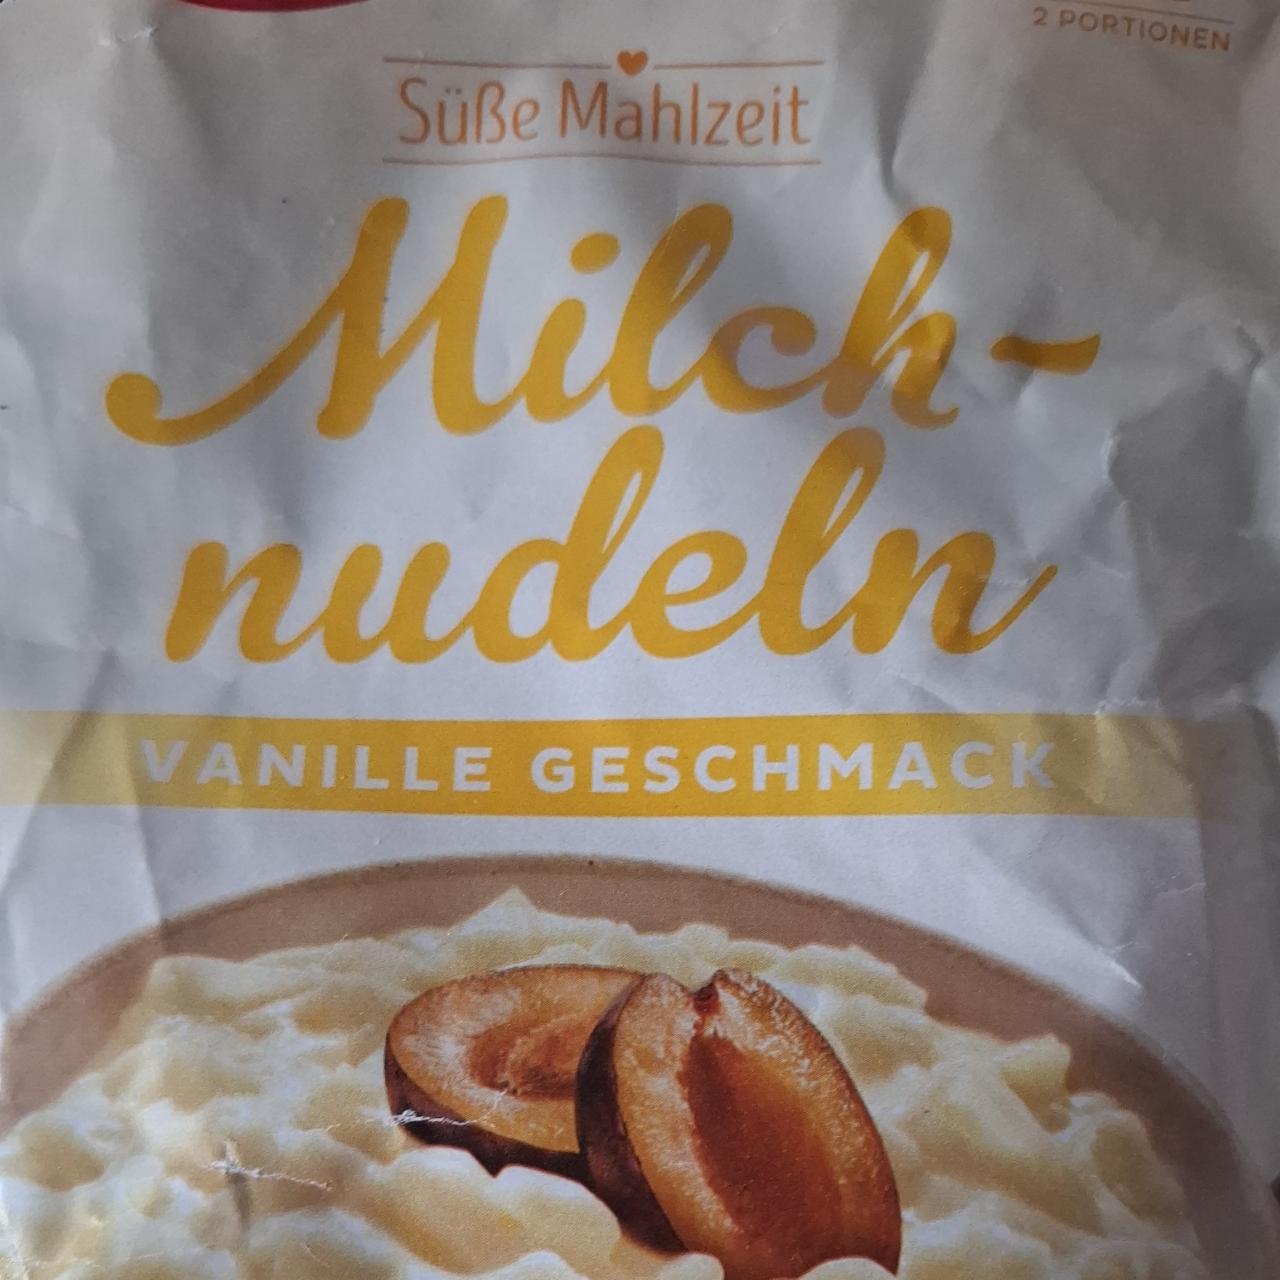 2 PORTIONEN
Süße Mahlzeit
Milch-
nudeln
VANILLE GESCHMACK